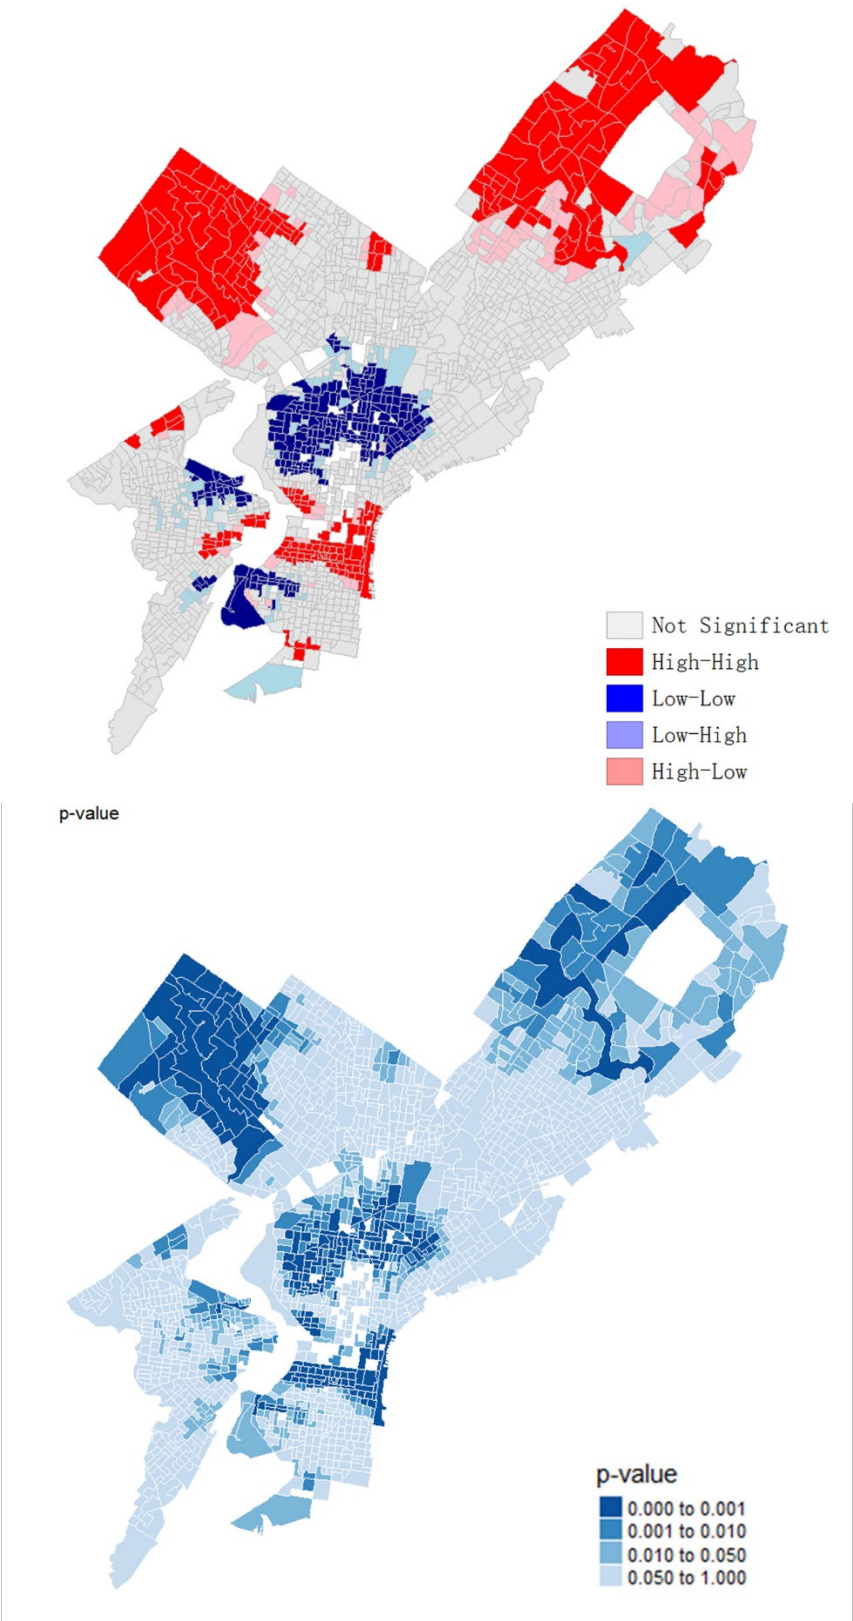 Not Significant
High-High
Low-Low
Low-High
High-Low
p-value
p-value
0.000 to 0.001
0.001 to 0.010
0.010 to 0.050
0.050 to 1.000